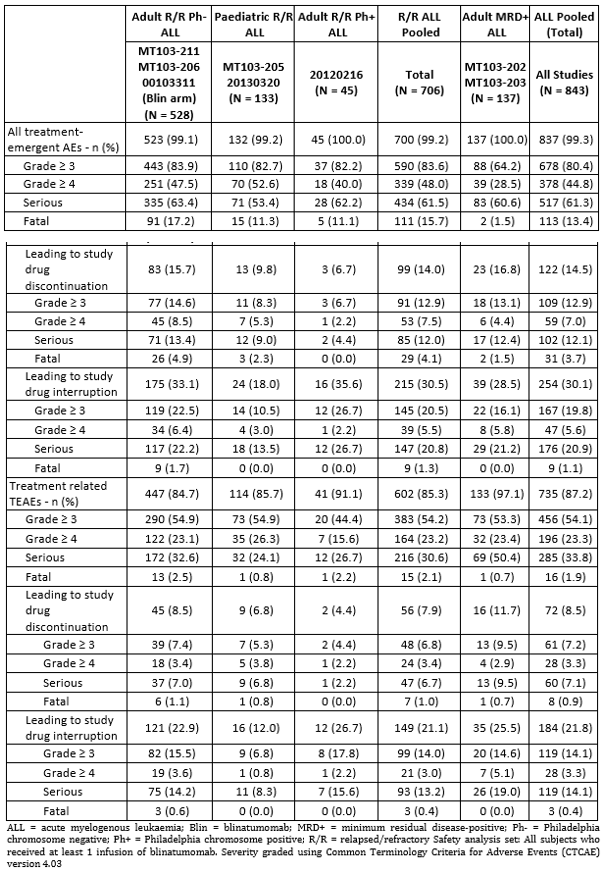 Adult R/R Ph- ALL Paediatric R/R ALL Adult R/R Ph+ ALL R/R ALL Pooled Adult MRD+ ALL ALL Pooled (Total)
MT103-211 MT103-206 00103311 (Blin arm) (N = 528) MT103-205 20130320 (N = 133) 20120216 (N = 45) Total (N = 706) MT103-202 MT103-203 (N = 137) All Studies (N = 843)
All treatment-emergent AEs - n (%) 523 (99.1) 132 (99.2) 45 (100.0) 700 (99.2) 137 (100.0) 837 (99.3)
Grade ≥ 3 443 (83.9) 110 (82.7) 37 (82.2) 590 (83.6) 88 (64.2) 678 (80.4)
Grade ≥ 4 251 (47.5) 70 (52.6) 18 (40.0) 339 (48.0) 39 (28.5) 378 (44.8)
Serious 335 (63.4) 71 (53.4) 28 (62.2) 434 (61.5) 83 (60.6) 517 (61.3)
Fatal 91 (17.2) 15 (11.3) 5 (11.1) 111 (15.7) 2 (1.5) 113 (13.4)
Leading to study drug discontinuation 83 (15.7) 13 (9.8) 3 (6.7) 99 (14.0) 23 (16.8) 122 (14.5)
Grade ≥ 3 77 (14.6) 11 (8.3) 3 (6.7) 91 (12.9) 18 (13.1) 109 (12.9)
Grade ≥ 4 45 (8.5) 7 (5.3) 1 (2.2) 53 (7.5) 6 (4.4) 59 (7.0)
Serious 71 (13.4) 12 (9.0) 2 (4.4) 85 (12.0) 17 (12.4) 102 (12.1)
Fatal 26 (4.9) 3 (2.3) 0 (0.0) 29 (4.1) 2 (1.5) 31 (3.7)
Leading to study drug interruption 175 (33.1) 24 (18.0) 16 (35.6) 215 (30.5) 39 (28.5) 254 (30.1)
Grade ≥ 3 119 (22.5) 14 (10.5) 12 (26.7) 145 (20.5) 22 (16.1) 167 (19.8)
Grade ≥ 4 34 (6.4) 4 (3.0) 1 (2.2) 39 (5.5) 8 (5.8) 47 (5.6)
Serious 117 (22.2) 18 (13.5) 12 (26.7) 147 (20.8) 29 (21.2) 176 (20.9)
Fatal 9 (1.7) 0 (0.0) 0 (0.0) 9 (1.3) 0 (0.0) 9 (1.1)
Treatment related TEAEs - n (%) 447 (84.7) 114 (85.7) 41 (91.1) 602 (85.3) 133 (97.1) 735 (87.2)
Grade ≥ 3 290 (54.9) 73 (54.9) 20 (44.4) 383 (54.2) 73 (53.3) 456 (54.1)
Grade ≥ 4 122 (23.1) 35 (26.3) 7 (15.6) 164 (23.2) 32 (23.4) 196 (23.3)
Serious 172 (32.6) 32 (24.1) 12 (26.7) 216 (30.6) 69 (50.4) 285 (33.8)
Fatal 13 (2.5) 1 (0.8) 1 (2.2) 15 (2.1) 1 (0.7) 16 (1.9)
Leading to study drug discontinuation 45 (8.5) 9 (6.8) 2 (4.4) 56 (7.9) 16 (11.7) 72 (8.5)
Grade ≥ 3 39 (7.4) 7 (5.3) 2 (4.4) 48 (6.8) 13 (9.5) 61 (7.2)
Grade ≥ 4 18 (3.4) 5 (3.8) 1 (2.2) 24 (3.4) 4 (2.9) 28 (3.3)
Serious 37 (7.0) 9 (6.8) 1 (2.2) 47 (6.7) 13 (9.5) 60 (7.1)
Fatal 6 (1.1) 1 (0.8) 0 (0.0) 7 (1.0) 1 (0.7) 8 (0.9)
Leading to study drug interruption 121 (22.9) 16 (12.0) 12 (26.7) 149 (21.1) 35 (25.5) 184 (21.8)
Grade ≥ 3 82 (15.5) 9 (6.8) 8 (17.8) 99 (14.0) 20 (14.6) 119 (14.1)
Grade ≥ 4 19 (3.6) 1 (0.8) 1 (2.2) 21 (3.0) 7 (5.1) 28 (3.3)
Serious 75 (14.2) 11 (8.3) 7 (15.6) 93 (13.2) 26 (19.0) 119 (14.1)
Fatal 3 (0.6) 0 (0.0) 0 (0.0) 3 (0.4) 0 (0.0) 3 (0.4)
ALL = acute myelogenous leukaemia; Blin = blinatumomab; MRD+ = minimum residual disease-positive; Ph- = Philadelphia
chromosome negative; Ph+ = Philadelphia chromosome positive; R/R = relapsed/refractory Safety analysis set: All subjects who
received at least 1 infusion of blinatumomab. Severity graded using Common Terminology Criteria for Adverse Events (CTCAE)
version 4.03